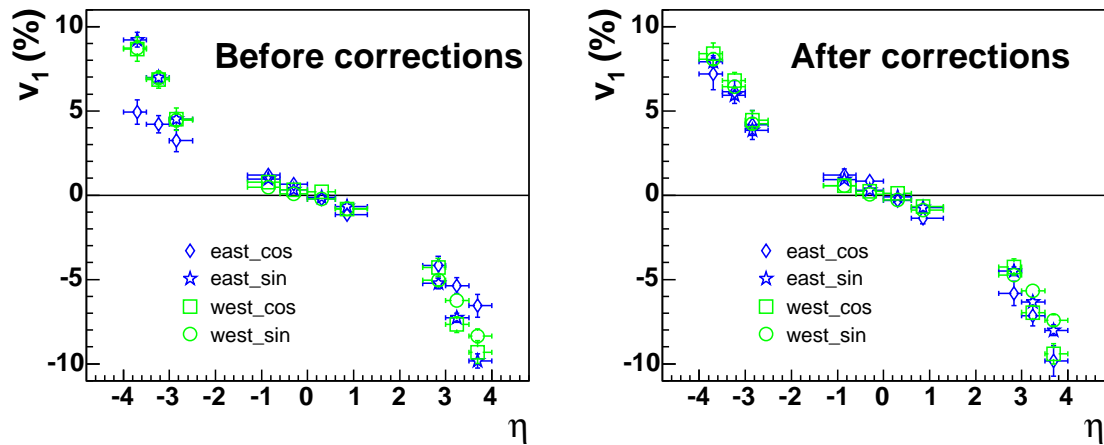 v1 (%)
10
5
0
-5
-10
Before corrections
east_cos
east_sin
west_cos
west_sin
-4 -3 -2 -1 0 1 2 3 4
η
v1 (%)
10
5
0
-5
-10
After corrections
east_cos
east_sin
west_cos
west_sin
-4 -3 -2 -1 0 1 2 3 4
η